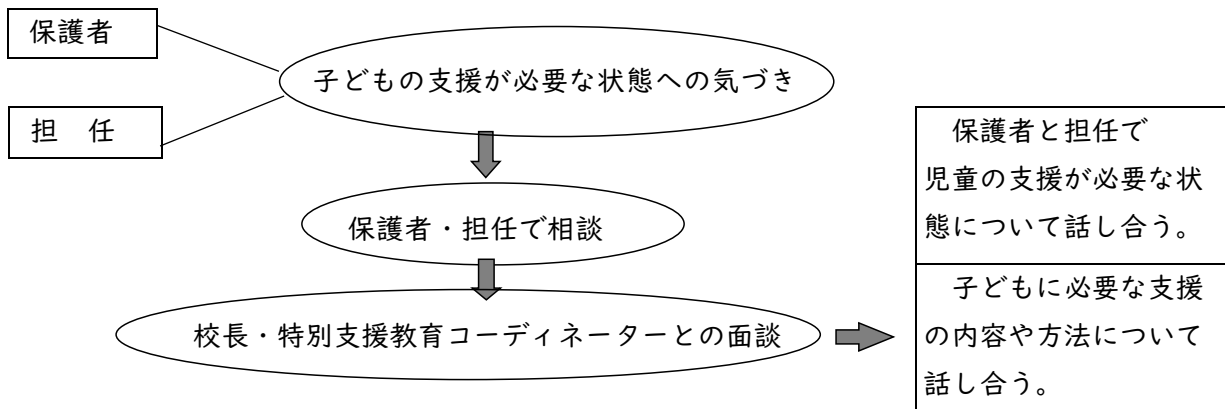 保護者
子どもの支援が必要な状態への気づき
担　任
保護者・担任で相談
校長・特別支援教育コーディネーターとの面談
　保護者と担任で
児童の支援が必要な状
態について話し合う。
　子どもに必要な支援
の内容や方法について
話し合う。